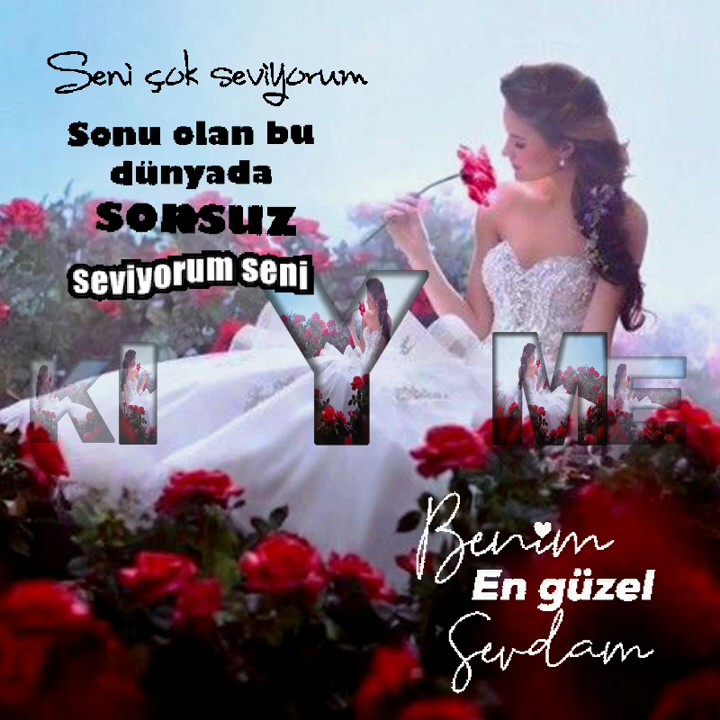 Seni çok seviyorum
Sonu olan bu
dünyada
sonsuz
seviyorum seni
KIYME
Benim
En güzel
Sevdam